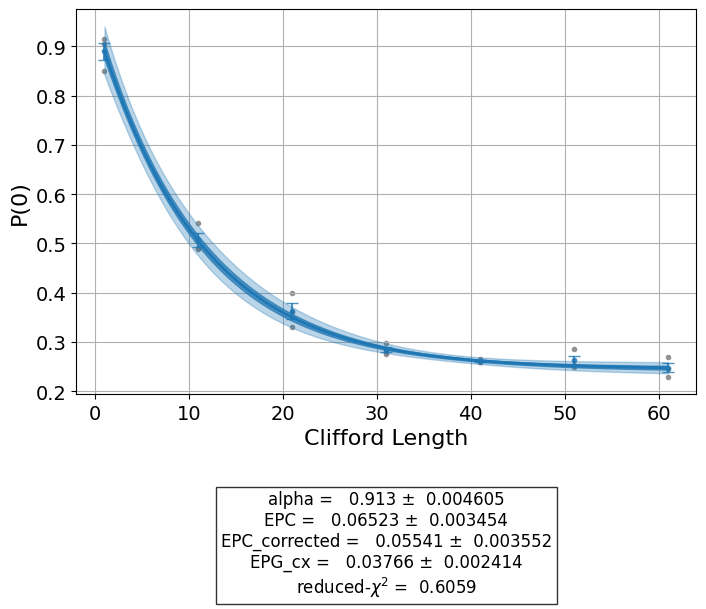 0.9
0.8
0.7
0.6
0.5
0.4
0.3
0.2
P(0)
0 10 20 30 40 50 60
Clifford Length
alpha = 0.913 ± 0.004605
EPC = 0.06523 ± 0.003454
EPC_corrected = 0.05541 ± 0.003552
EPG_cx = 0.03766 ± 0.002414
reduced-χ² = 0.6059